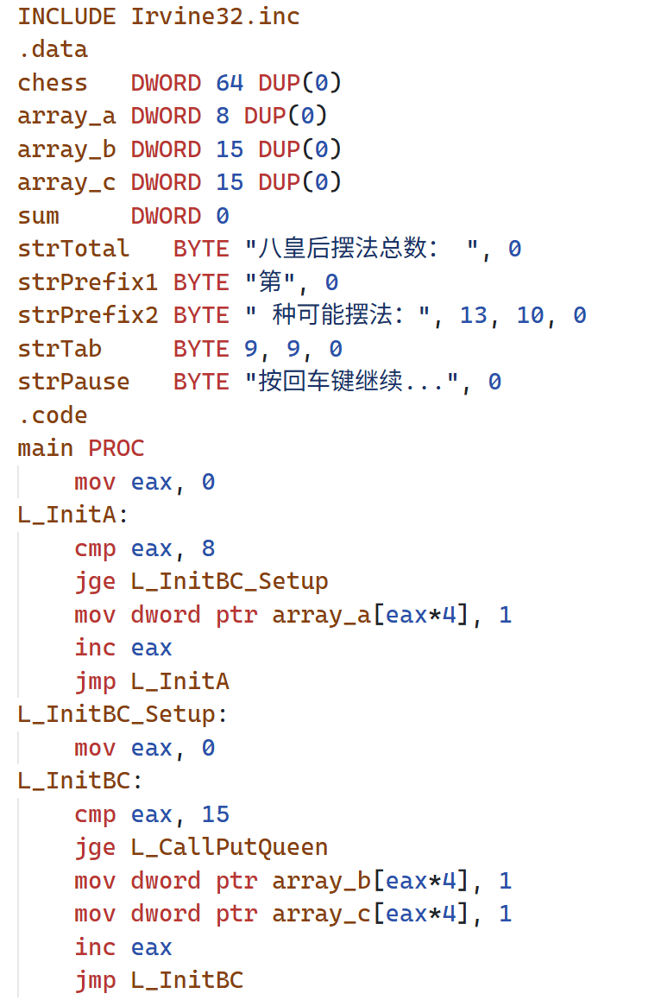 INCLUDE Irvine32.inc
.data
chess   DWORD 64 DUP(0)
array_a DWORD 8 DUP(0)
array_b DWORD 15 DUP(0)
array_c DWORD 15 DUP(0)
sum     DWORD 0
strTotal   BYTE "八皇后摆法总数： ", 0
strPrefix1 BYTE "第", 0
strPrefix2 BYTE " 种可能摆法：", 13, 10, 0
strTab     BYTE 9, 9, 0
strPause   BYTE "按回车键继续...", 0
.code
main PROC
    mov eax, 0
L_InitA:
    cmp eax, 8
    jge L_InitBC_Setup
    mov dword ptr array_a[eax*4], 1
    inc eax
    jmp L_InitA
L_InitBC_Setup:
    mov eax, 0
L_InitBC:
    cmp eax, 15
    jge L_CallPutQueen
    mov dword ptr array_b[eax*4], 1
    mov dword ptr array_c[eax*4], 1
    inc eax
    jmp L_InitBC